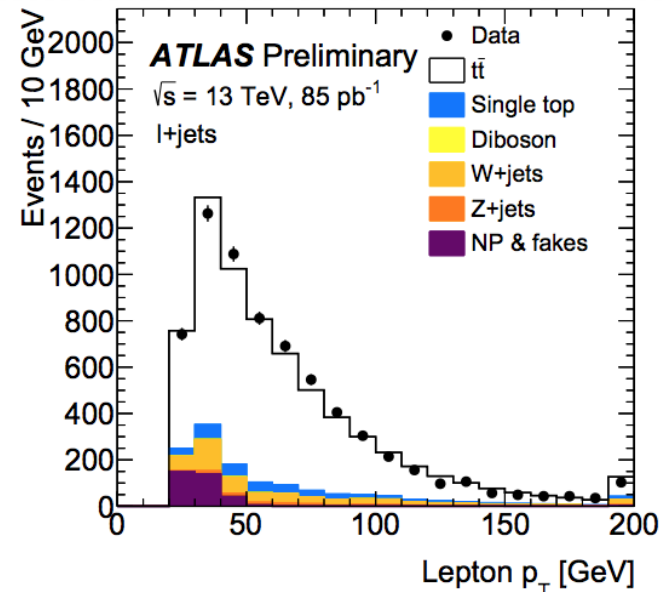 2000
1800
1600
1400
1200
1000
800
600
400
200
0
Events / 10 GeV
ATLAS Preliminary
√s = 13 TeV, 85 pb⁻¹
l+jets
Data
tt̄
Single top
Diboson
W+jets
Z+jets
NP & fakes
0 50 100 150 200
Lepton p_T [GeV]